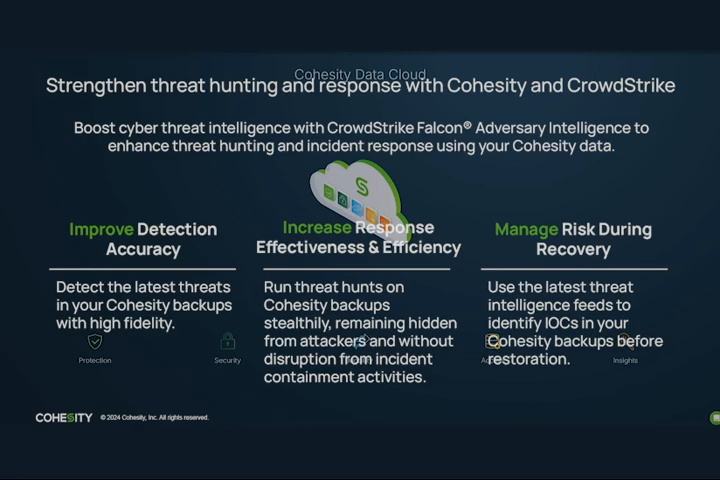 Cohesity Data Cloud
Strengthen threat hunting and response with Cohesity and CrowdStrike
Boost cyber threat intelligence with CrowdStrike Falcon® Adversary Intelligence to
enhance threat hunting and incident response using your Cohesity data.
Improve Detection
Accuracy
Detect the latest threats
in your Cohesity backups
with high fidelity.
Increase Response
Effectiveness & Efficiency
Run threat hunts on
Cohesity backups
stealthily, remaining hidden
from attackers and without
disruption from incident
containment activities.
Manage Risk During
Recovery
Use the latest threat
intelligence feeds to
identify IOCs in your
Cohesity backups before
restoration.
Protection
Security
Insights
COHESITY © 2024 Cohesity, Inc. All rights reserved.